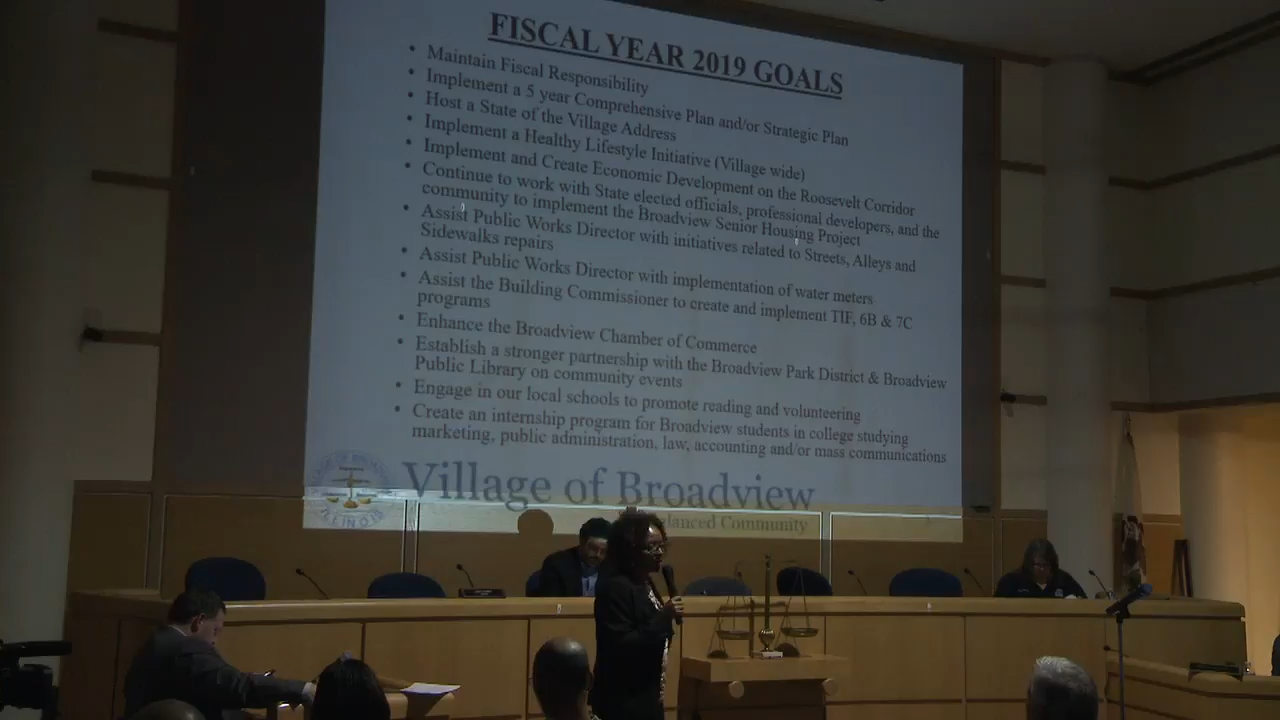 FISCAL YEAR 2019 GOALS
• Maintain Fiscal Responsibility
• Implement a 5 year Comprehensive Plan and/or Strategic Plan
• Host a State of the Village Address
• Implement a Healthy Lifestyle Initiative (Village wide)
• Implement and Create Economic Development on the Roosevelt Corridor
• Continue to work with State elected officials, professional developers, and the
community to implement the Broadview Senior Housing Project
• Assist Public Works Director with initiatives related to Streets, Alleys and
Sidewalks repairs
• Assist Public Works Director with implementation of water meters
• Assist the Building Commissioner to create and implement TIF, 6B & 7C
programs
• Enhance the Broadview Chamber of Commerce
• Establish a stronger partnership with the Broadview Park District & Broadview
Public Library on community events
• Engage in our local schools to promote reading and volunteering
• Create an internship program for Broadview students in college studying
marketing, public administration, law, accounting and/or mass communications
Village of Broadview
Community
ILLINOIS